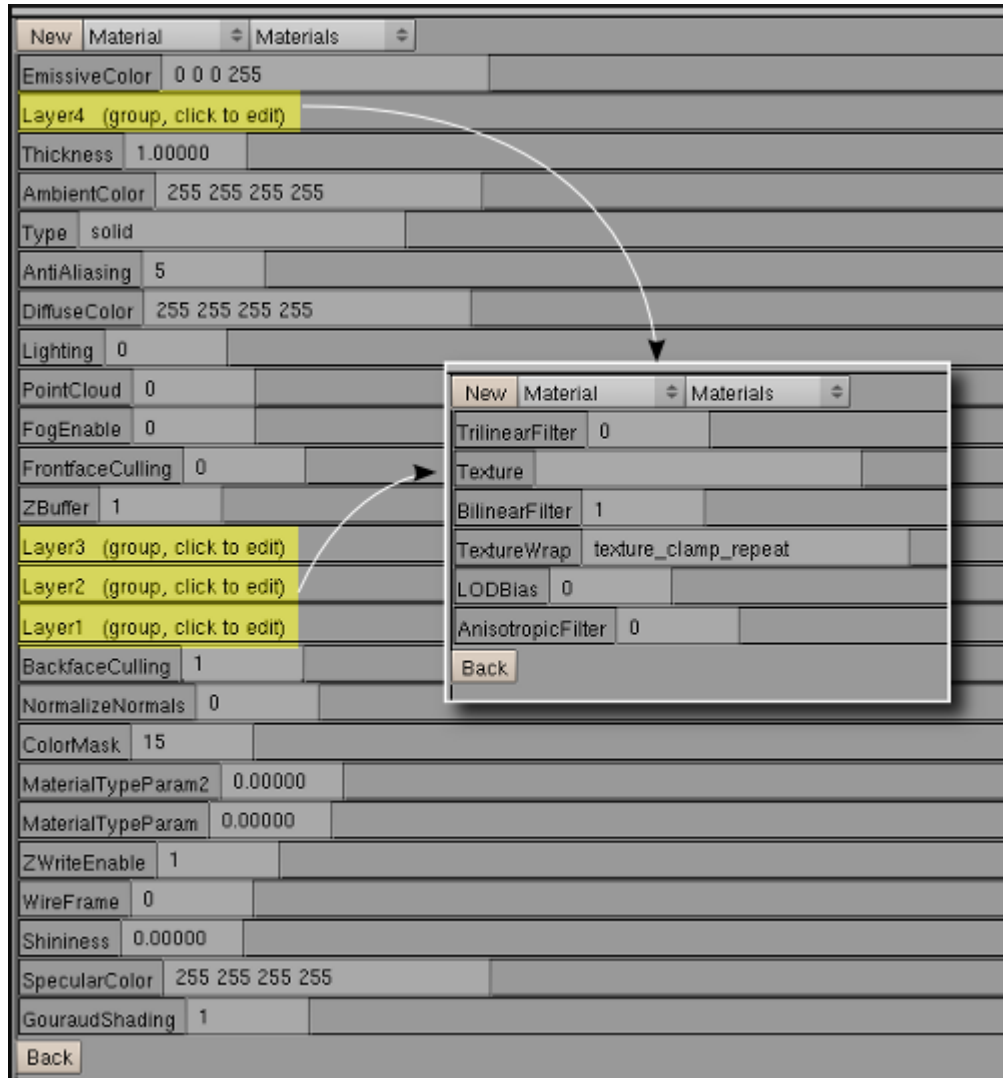 New Material Materials
EmissiveColor 0 0 0 255
Layer4 (group, click to edit)
Thickness 1.00000
AmbientColor 255 255 255 255
Type solid
AntiAliasing 5
DiffuseColor 255 255 255 255
Lighting 0
PointCloud 0
FogEnable 0
FrontfaceCulling 0
ZBuffer 1
Layer3 (group, click to edit)
Layer2 (group, click to edit)
Layer1 (group, click to edit)
BackfaceCulling 1
NormalizeNormals 0
ColorMask 15
MaterialTypeParam2 0.00000
MaterialTypeParam 0.00000
ZWriteEnable 1
WireFrame 0
Shininess 0.00000
SpecularColor 255 255 255 255
GouraudShading 1
Back
New Material Materials
TrilinearFilter 0
Texture
BilinearFilter 1
TextureWrap texture_clamp_repeat
LODBias 0
AnisotropicFilter 0
Back